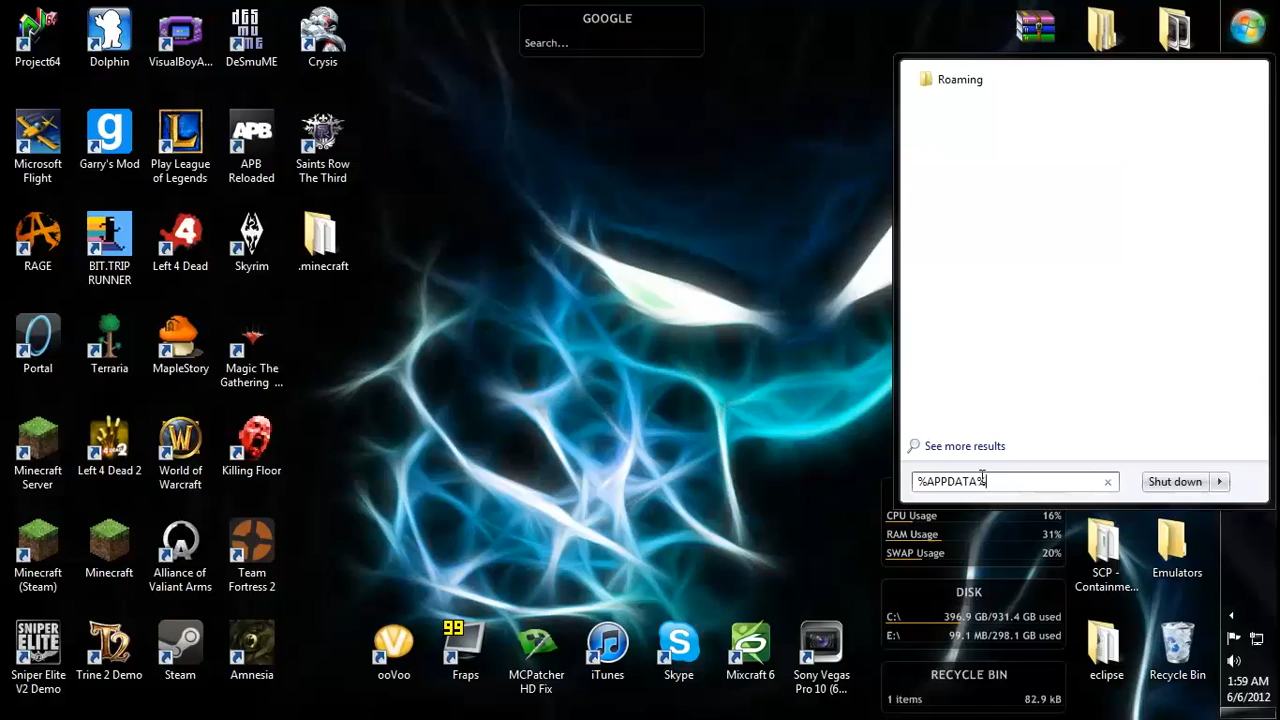 GOOGLE
Search...
Project64
Dolphin
VisualBoyA...
DeSmuME
Crysis
Microsoft
Flight
Garry's Mod
Play League
of Legends
APB
Reloaded
Saints Row
The Third
RAGE
BIT.TRIP
RUNNER
Left 4 Dead
Skyrim
.minecraft
Portal
Terraria
MapleStory
Magic The
Gathering ...
Minecraft
Server
Left 4 Dead 2
World of
Warcraft
Killing Floor
Minecraft
(Steam)
Minecraft
Alliance of
Valiant Arms
Team
Fortress 2
Sniper Elite
V2 Demo
Trine 2 Demo
Steam
Amnesia
ooVoo
99
Fraps
MCPatcher
HD Fix
iTunes
Skype
Mixcraft 6
Sony Vegas
Pro 10 (6...
Roaming
See more results
%APPDATA%
Shut down
CPU Usage 16%
RAM Usage 31%
SWAP Usage 20%
DISK
C:\ 396.9 GB/931.4 GB used
E:\ 99.1 MB/298.1 GB used
RECYCLE BIN
1 items 82.9 kB
SCP -
Containme...
Emulators
eclipse
Recycle Bin
1:59 AM
6/6/2012